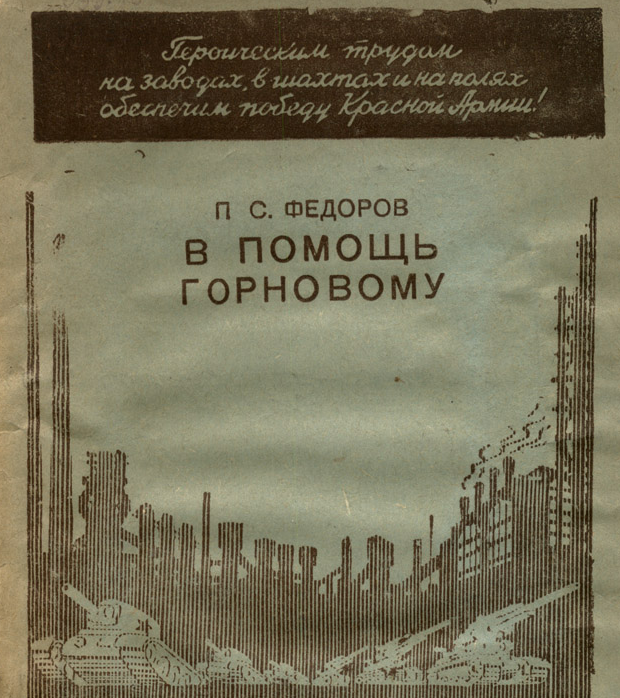 Героическим трудом
на заводах, в шахтах и на полях
обеспечим победу Красной Армии!
П С. ФЕДОРОВ
В ПОМОЩЬ
ГОРНОВОМУ